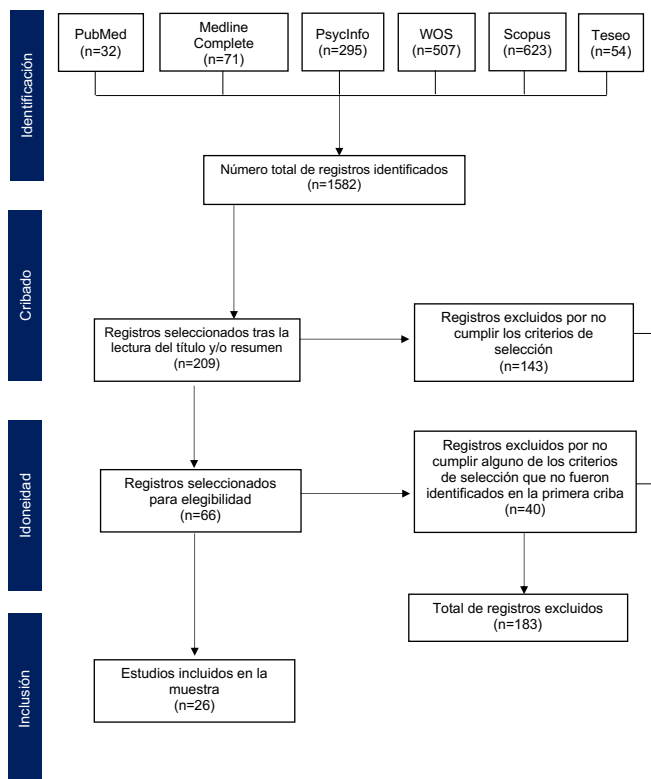 Identificación
PubMed
(n=32)
Medline
Complete
(n=71)
PsycInfo
(n=295)
WOS
(n=507)
Scopus
(n=623)
Teseo
(n=54)
Número total de registros identificados
(n=1582)
Cribado
Registros seleccionados tras la
lectura del título y/o resumen
(n=209)
Registros excluidos por no
cumplir los criterios de
selección
(n=143)
Idoneidad
Registros seleccionados
para elegibilidad
(n=66)
Registros excluidos por no
cumplir alguno de los criterios
de selección que no fueron
identificados en la primera criba
(n=40)
Total de registros excluidos
(n=183)
Inclusión
Estudios incluidos en la
muestra
(n=26)